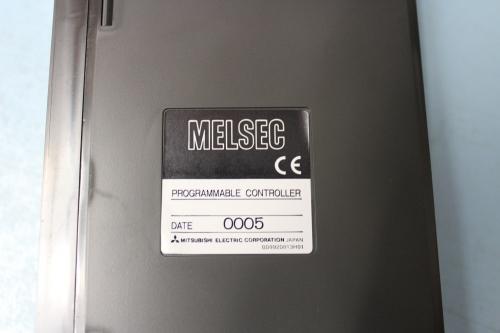 MELSEC
CE
PROGRAMMABLE CONTROLLER
DATE 0005
MITSUBISHI ELECTRIC CORPORATION JAPAN